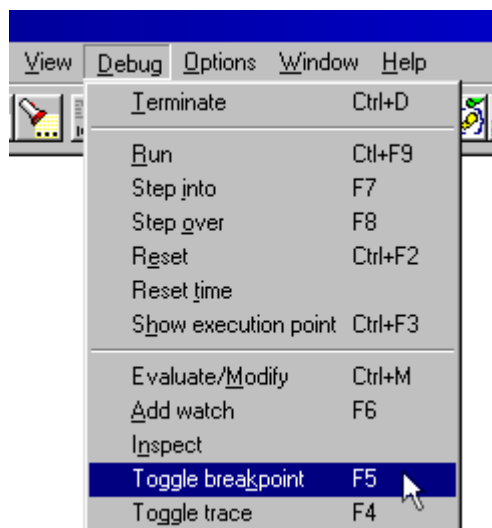 View Debug Options Window Help
Terminate Ctrl+D
Run Ctl+F9
Step into F7
Step over F8
Reset Ctrl+F2
Reset time
Show execution point Ctrl+F3
Evaluate/Modify Ctrl+M
Add watch F6
Inspect
Toggle breakpoint F5
Toggle trace F4